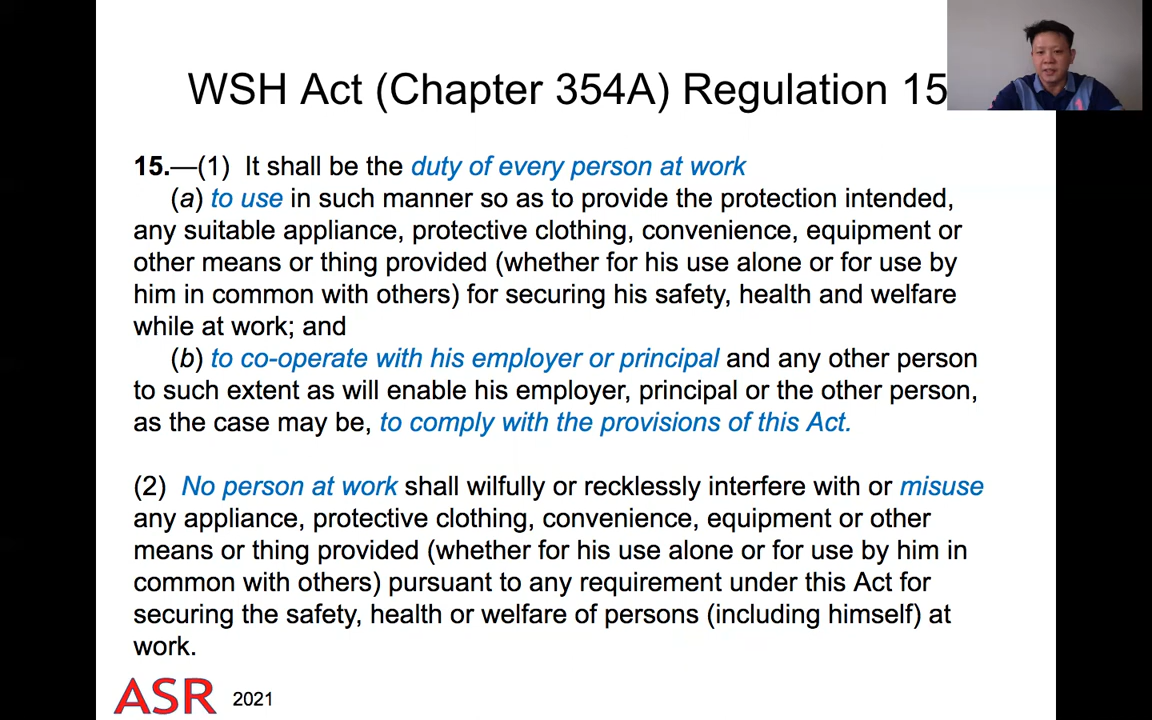 WSH Act (Chapter 354A) Regulation 15
15.—(1) It shall be the duty of every person at work
(a) to use in such manner so as to provide the protection intended,
any suitable appliance, protective clothing, convenience, equipment or
other means or thing provided (whether for his use alone or for use by
him in common with others) for securing his safety, health and welfare
while at work; and
(b) to co-operate with his employer or principal and any other person
to such extent as will enable his employer, principal or the other person,
as the case may be, to comply with the provisions of this Act.
(2) No person at work shall wilfully or recklessly interfere with or misuse
any appliance, protective clothing, convenience, equipment or other
means or thing provided (whether for his use alone or for use by him in
common with others) pursuant to any requirement under this Act for
securing the safety, health or welfare of persons (including himself) at
work.
ASR 2021